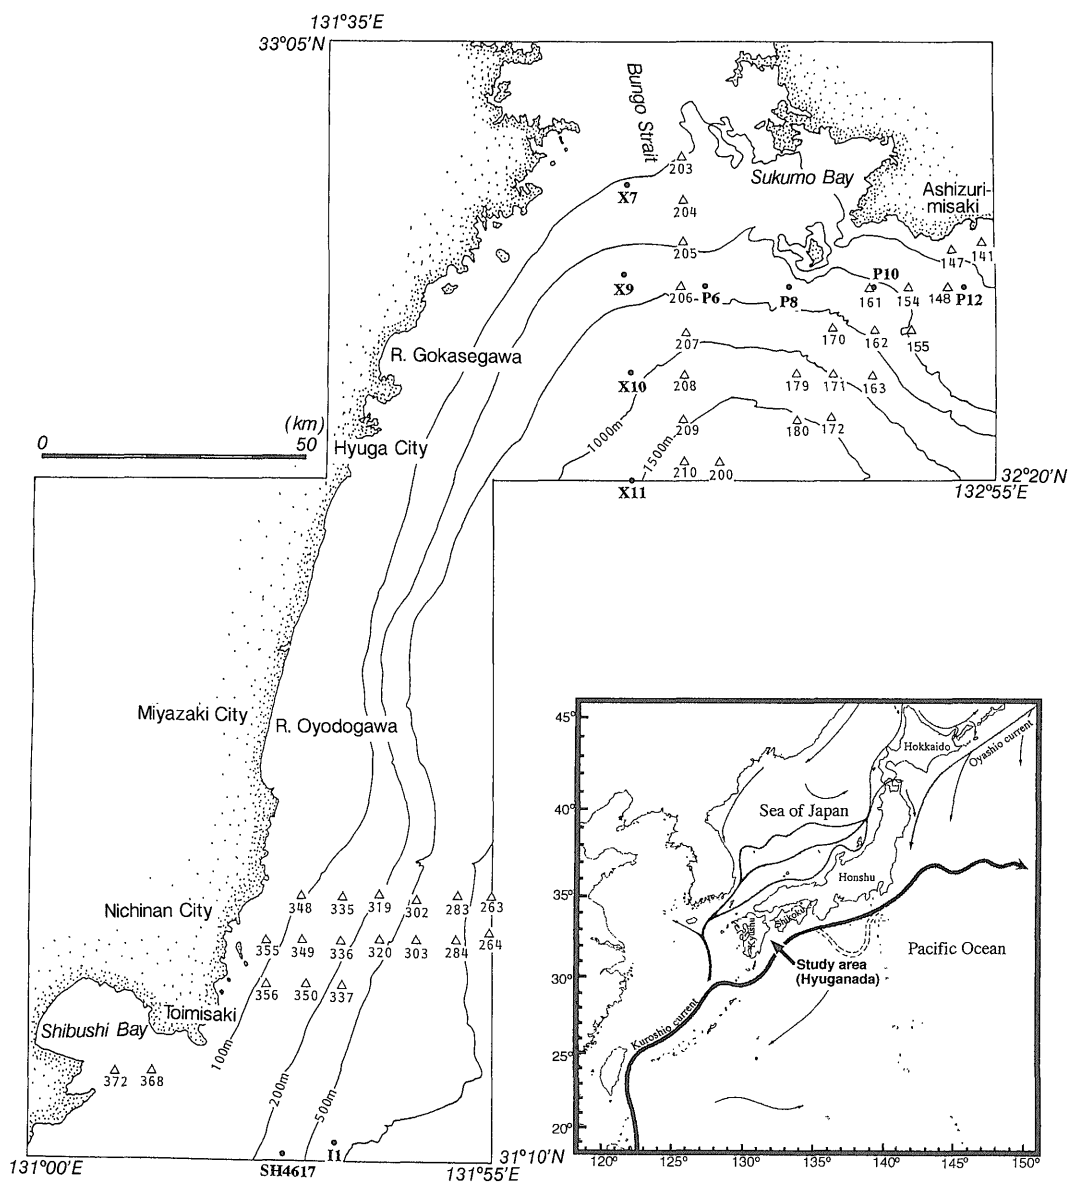 131°35'E
33°05'N
Bungo Strait
203
Sukumo Bay
X7
204
Ashizuri-
misaki
205
147
141
X9
206
P6
P8
P10
161
154
148
P12
207
170
162
155
R. Gokasegawa
X10
208
179
171
163
(km)
0
50
Hyuga City
1000m
209
180
172
1500m
210
200
X11
32°20'N
132°55'E
Miyazaki City
R. Oyodogawa
Nichinan City
348
335
319
302
283
263
355
349
336
320
303
284
264
356
350
337
Toimisaki
Shibushi Bay
372
368
100m
200m
500m
I1
SH4617
131°00'E
131°55'E
31°10'N
45°
40°
35°
30°
25°
20°
120°
125°
130°
135°
140°
145°
150°
Hokkaido
Oyashio current
Sea of Japan
Honshu
Shikoku
Kyushu
Pacific Ocean
Study area
(Hyuganada)
Kuroshio current